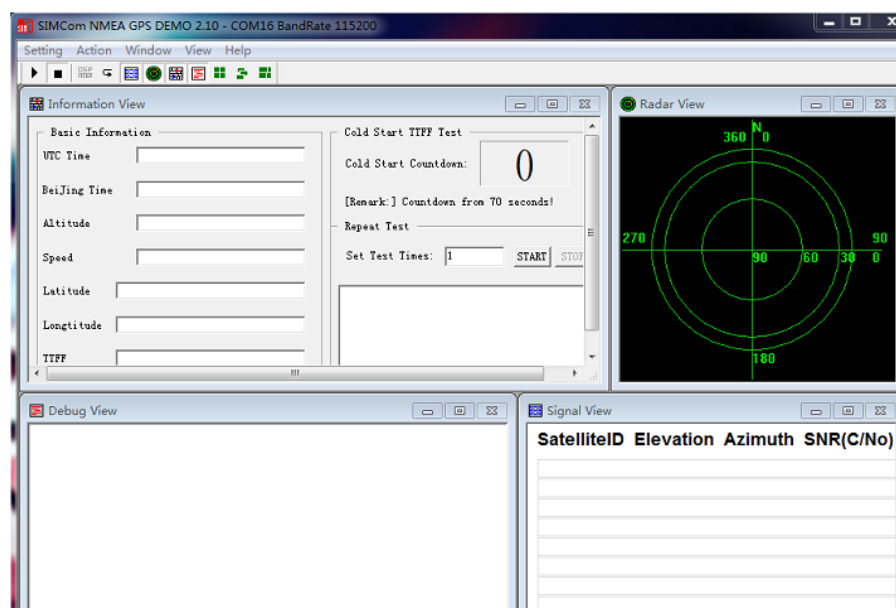 SIMCom NMEA GPS DEMO 2.10 - COM16 BandRate 115200
Setting Action Window View Help
Information View
Basic Information
UTC Time
BeiJing Time
Altitude
Speed
Latitude
Longtitude
TTFF
Cold Start TTFF Test
Cold Start Countdown: 0
[Remark:] Countdown from 70 seconds!
Repeat Test
Set Test Times: 1 START STOP
Radar View
N
360 0
270 90
90 60 30 0
180
Debug View
Signal View
SatelliteID Elevation Azimuth SNR(C/No)